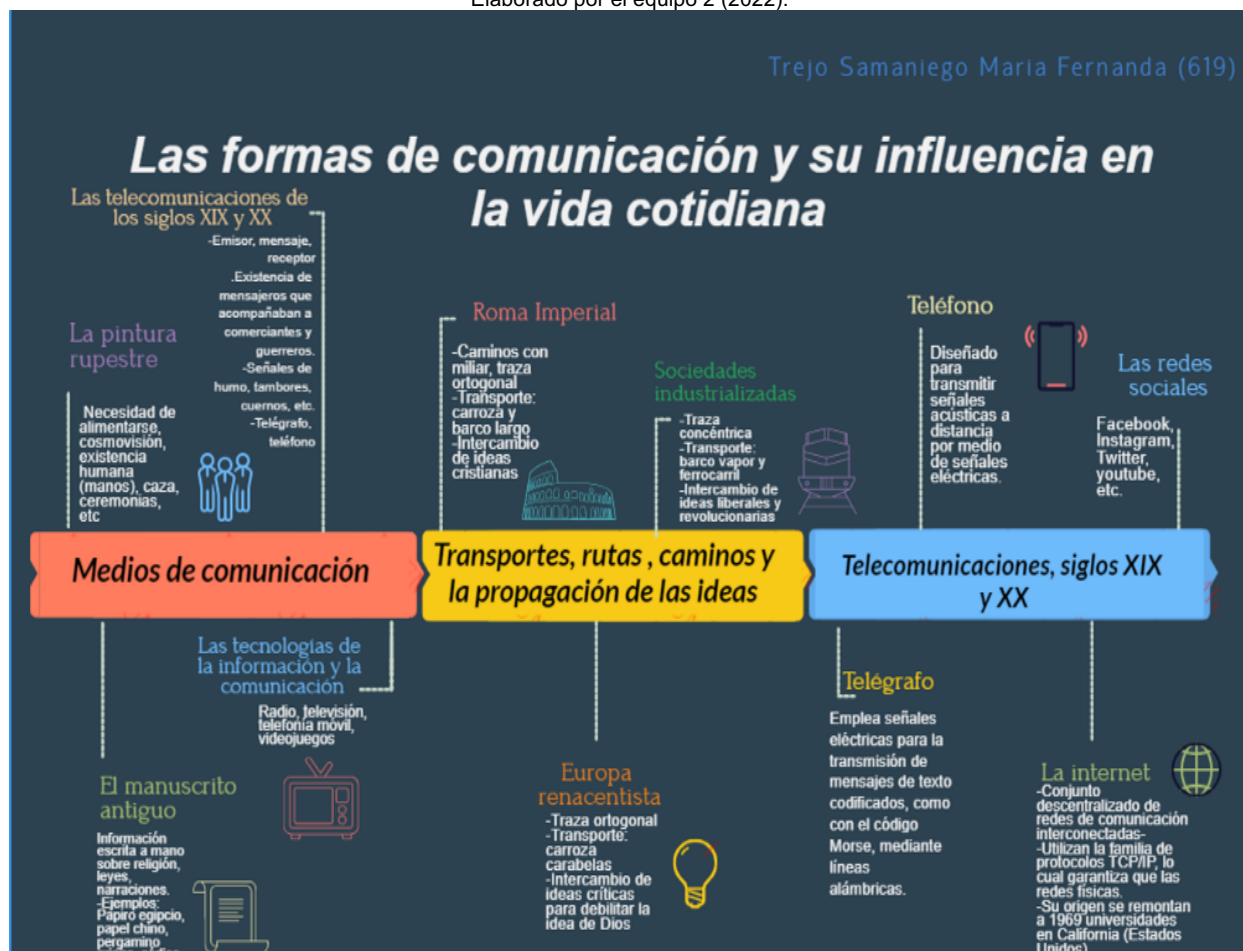 Elaborado por el equipo 2 (2022).
Trejo Samaniego Maria Fernanda (619)
Las formas de comunicación y su influencia en
la vida cotidiana
Las telecomunicaciones de
los siglos XIX y XX
-Emisor, mensaje,
receptor
.Existencia de
mensajeros que
acompañaban a
comerciantes y
guerreros.
-Señales de
humo, tambores,
cuernos, etc.
-Telégrafo,
teléfono
La pintura
rupestre
Necesidad de
alimentarse,
cosmovisión,
existencia
humana
(manos), caza,
ceremonias,
etc
Roma Imperial
-Caminos con
miliar, traza
ortogonal
-Transporte:
carroza y
barco largo
-Intercambio
de ideas
cristianas
Sociedades
industrializadas
-Traza
concéntrica
-Transporte:
barco vapor y
ferrocarril
-Intercambio de
ideas liberales y
revolucionarias
Teléfono
Diseñado
para
transmitir
señales
acústicas a
distancia
por medio
de señales
eléctricas.
Las redes
sociales
Facebook,
Instagram,
Twitter,
youtube,
etc.
Medios de comunicación
Transportes, rutas , caminos y
la propagación de las ideas
Telecomunicaciones, siglos XIX
y XX
Las tecnologías de
la información y la
comunicación
Radio, televisión,
telefonía móvil,
videojuegos
El manuscrito
antiguo
Información
escrita a mano
sobre religión,
leyes,
narraciones.
-Ejemplos:
Papiro egipcio,
papel chino,
pergamino
Europa
renacentista
-Traza ortogonal
-Transporte:
carroza
carabelas
-Intercambio de
ideas críticas
para debilitar la
idea de Dios
Telégrafo
Emplea señales
eléctricas para la
transmisión de
mensajes de texto
codificados, como
con el código
Morse, mediante
líneas
alámbricas.
La internet
-Conjunto
descentralizado de
redes de comunicación
interconectadas-
-Utilizan la familia de
protocolos TCP/IP, lo
cual garantiza que las
redes físicas.
-Su origen se remontan
a 1969 universidades
en California (Estados
Unidos)